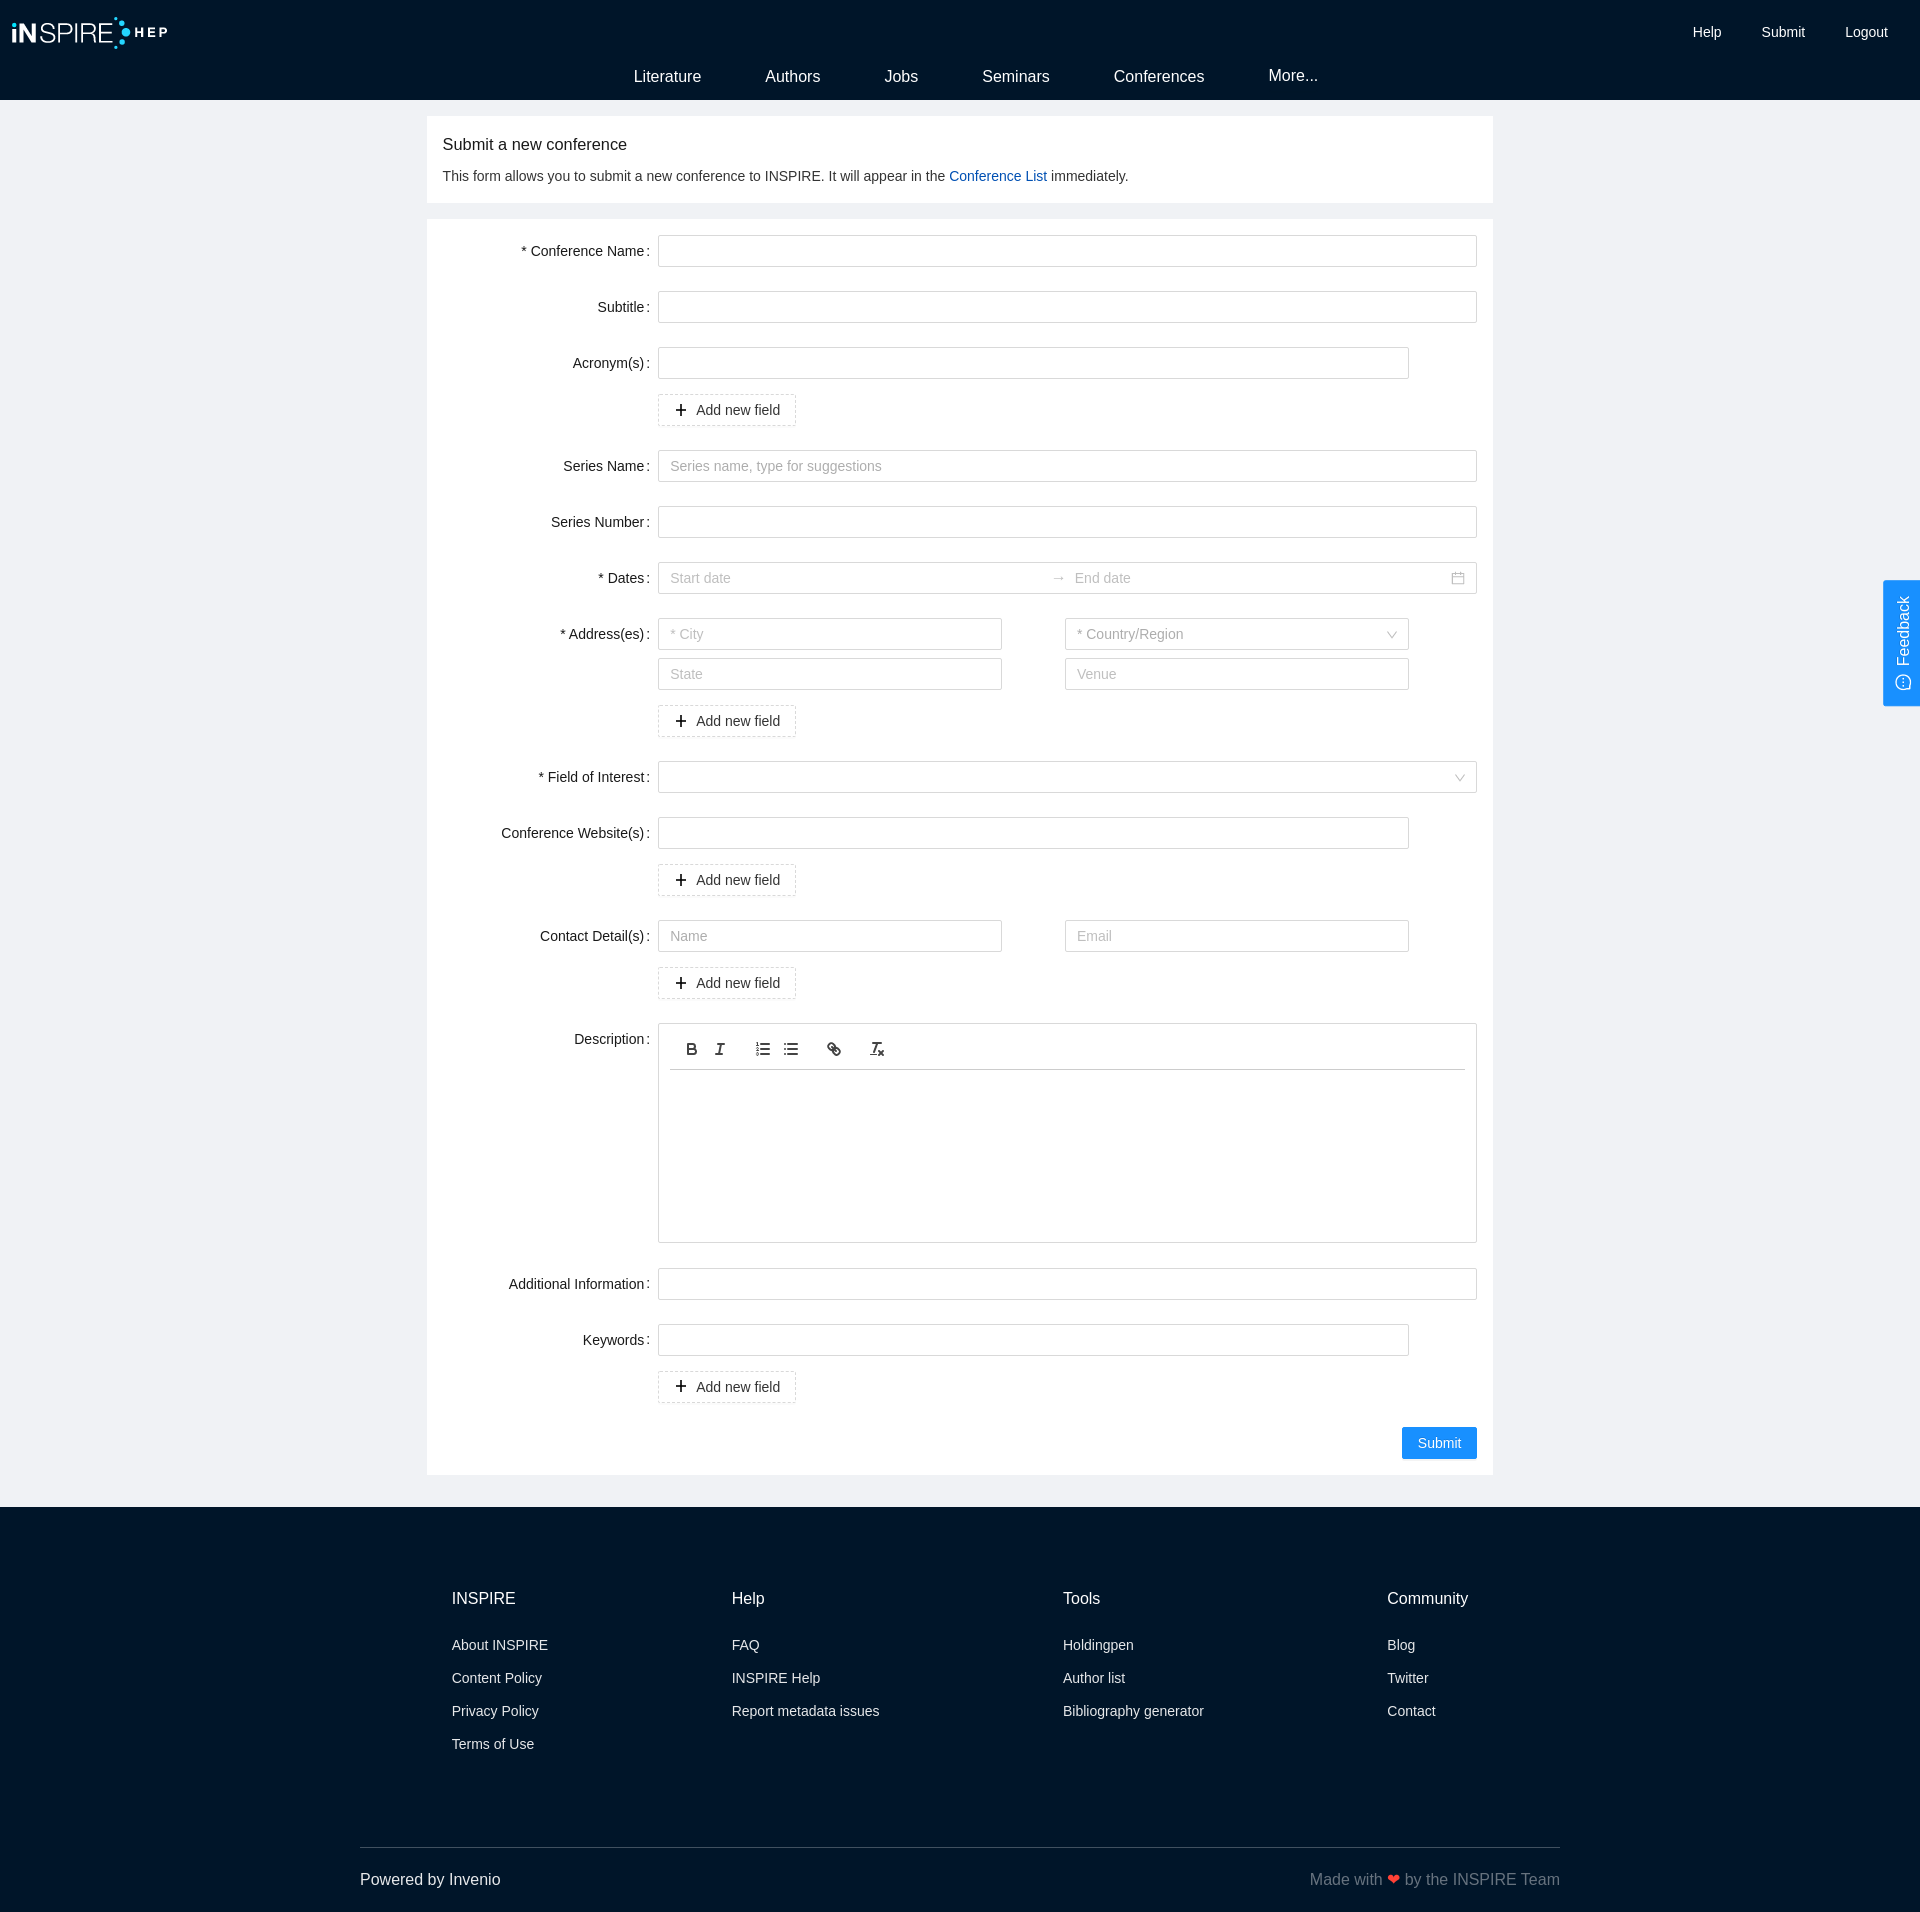 iNSPIRE HEP
Help Submit Logout
Literature Authors Jobs Seminars Conferences More...
Submit a new conference
This form allows you to submit a new conference to INSPIRE. It will appear in the Conference List immediately.
* Conference Name :
Subtitle :
Acronym(s) :
Add new field
Series Name : Series name, type for suggestions
Series Number :
* Dates : Start date → End date
* Address(es) : * City * Country/Region
State Venue
Add new field
Feedback
* Field of Interest :
Conference Website(s) :
Add new field
Contact Detail(s) : Name Email
Add new field
Description :
Additional Information :
Keywords :
Add new field
Submit
INSPIRE Help Tools Community
About INSPIRE FAQ Holdingpen Blog
Content Policy INSPIRE Help Author list Twitter
Privacy Policy Report metadata issues Bibliography generator Contact
Terms of Use
Powered by Invenio Made with ❤ by the INSPIRE Team